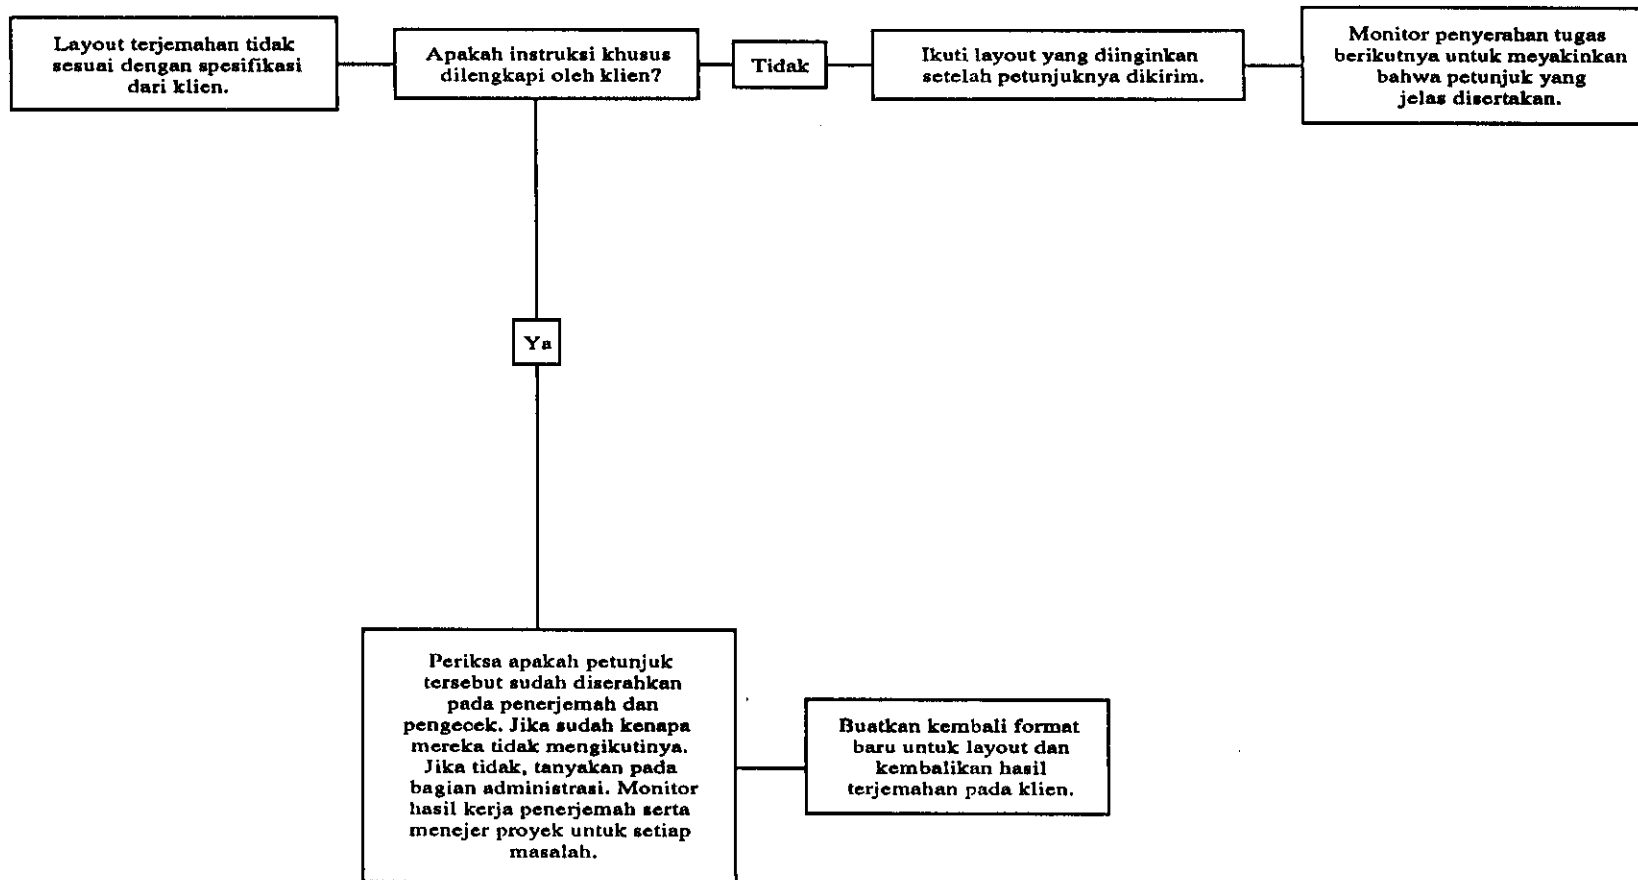 Layout terjemahan tidak
sesuai dengan spesifikasi
dari klien.
Apakah instruksi khusus
dilengkapi oleh klien?
Tidak
Ikuti layout yang diinginkan
setelah petunjuknya dikirim.
Monitor penyerahan tugas
berikutnya untuk meyakinkan
bahwa petunjuk yang
jelas disertakan.
Ya
Periksa apakah petunjuk
tersebut sudah diserahkan
pada penerjemah dan
pengecek. Jika sudah kenapa
mereka tidak mengikutinya.
Jika tidak, tanyakan pada
bagian administrasi. Monitor
hasil kerja penerjemah serta
menejer proyek untuk setiap
masalah.
Buatkan kembali format
baru untuk layout dan
kembalikan hasil
terjemahan pada klien.